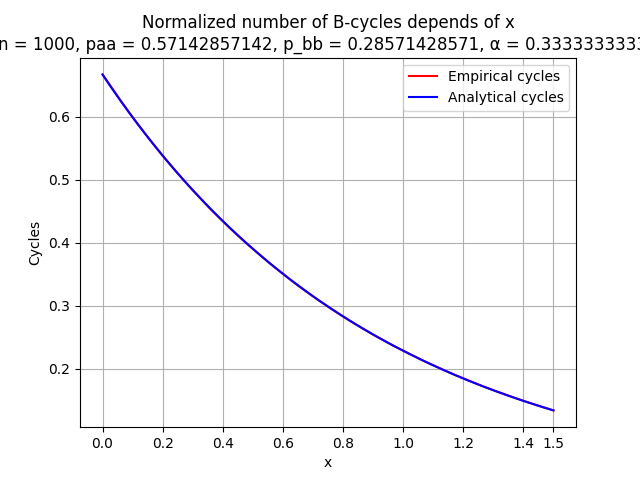 Normalized number of B-cycles depends of x
n = 1000, paa = 0.57142857142, p_bb = 0.28571428571, α = 0.3333333333
Empirical cycles
Analytical cycles
0.6
0.5
0.4
0.3
0.2
Cycles
0.0 0.2 0.4 0.6 0.8 1.0 1.2 1.4 1.5
x